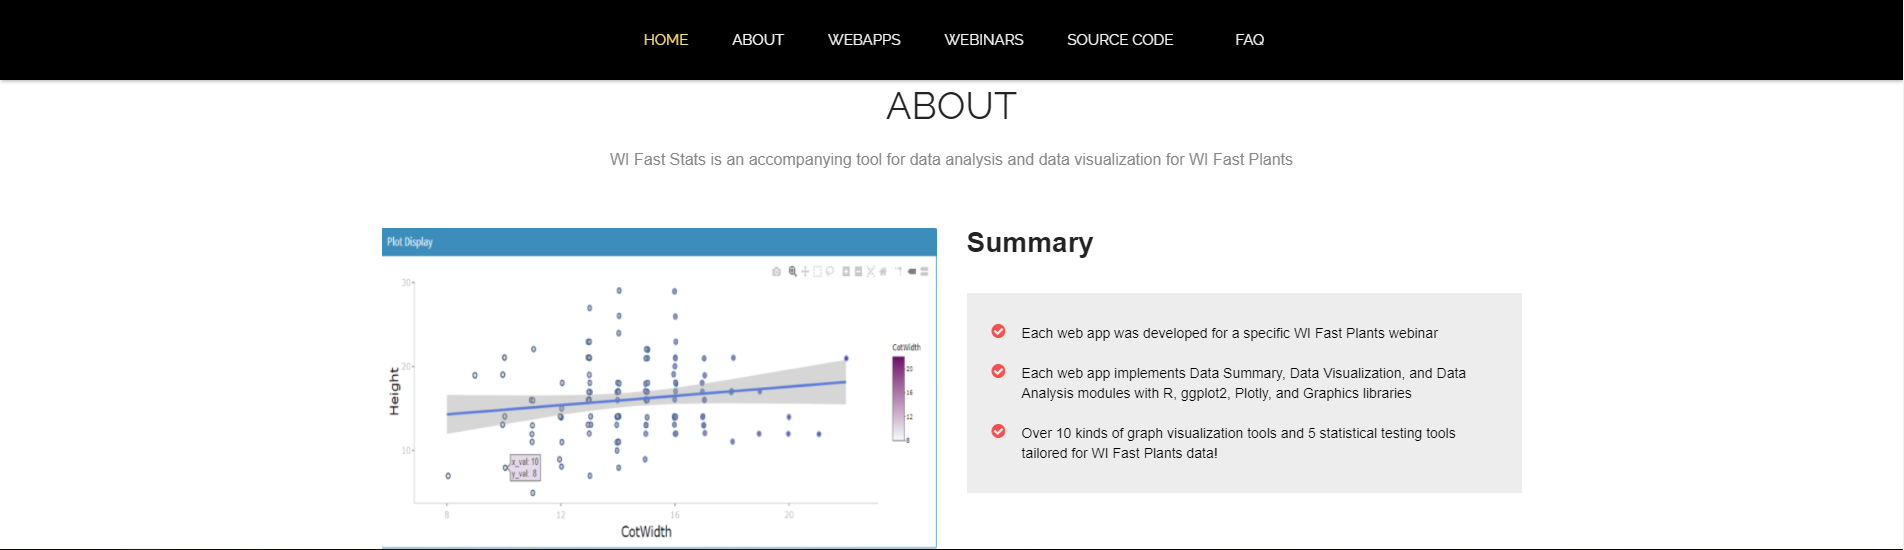 HOME ABOUT WEBAPPS WEBINARS SOURCE CODE FAQ
ABOUT
WI Fast Stats is an accompanying tool for data analysis and data visualization for WI Fast Plants
Plot Display
30
20
10
Height
8 12 16 20
CotWidth
x_val: 10
y_val: 8
CotWidth
20
16
12
8
Summary
Each web app was developed for a specific WI Fast Plants webinar
Each web app implements Data Summary, Data Visualization, and Data
Analysis modules with R, ggplot2, Plotly, and Graphics libraries
Over 10 kinds of graph visualization tools and 5 statistical testing tools
tailored for WI Fast Plants data!